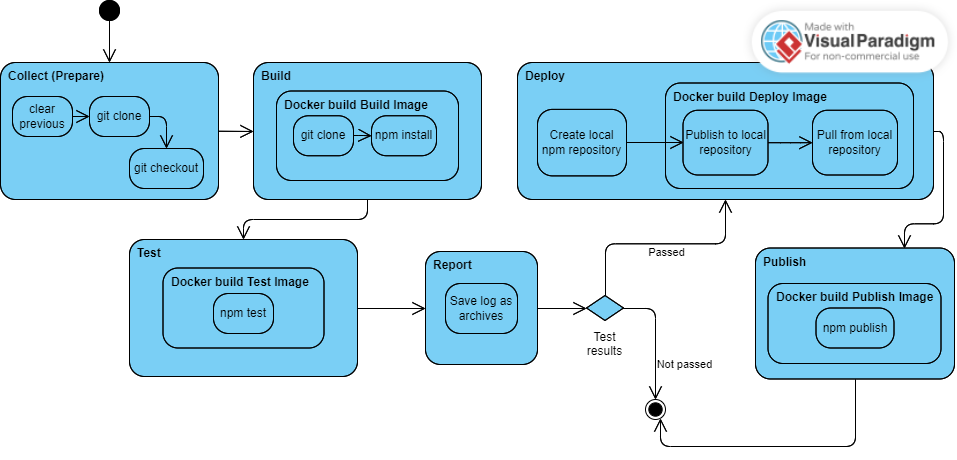 Made with
VisualParadigm
For non-commercial use
Collect (Prepare)
clear
previous
git clone
git checkout
Build
Docker build Build Image
git clone
npm install
Deploy
Create local
npm repository
Docker build Deploy Image
Publish to local
repository
Pull from local
repository
Test
Docker build Test Image
npm test
Report
Save log as
archives
Test
results
Passed
Not passed
Publish
Docker build Publish Image
npm publish